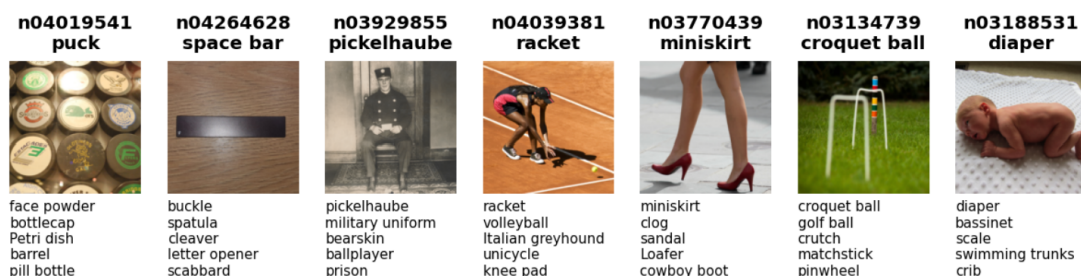 n04019541 n04264628 n03929855 n04039381 n03770439 n03134739 n03188531
puck space bar pickelhaube racket miniskirt croquet ball diaper
face powder buckle pickelhaube racket miniskirt croquet ball diaper
bottlecap spatula military uniform volleyball clog golf ball bassinet
Petri dish cleaver bearskin Italian greyhound sandal crutch scale
barrel letter opener ballplayer unicycle Loafer matchstick swimming trunks
pill bottle scabbard prison knee pad cowboy boot pinwheel crib